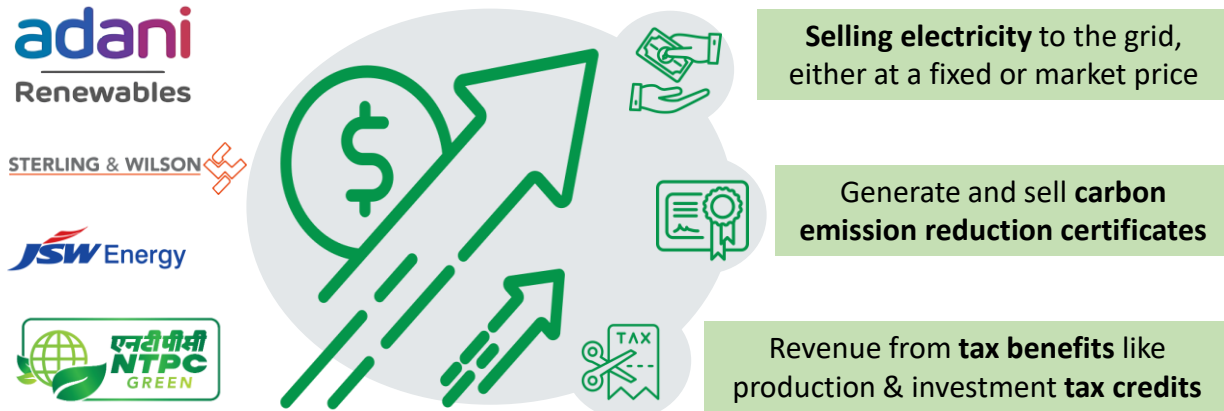 adani
Renewables
STERLING & WILSON
JSW Energy
एनटीपीसी
NTPC
GREEN
$
Selling electricity to the grid,
either at a fixed or market price
Generate and sell carbon
emission reduction certificates
TAX
Revenue from tax benefits like
production & investment tax credits